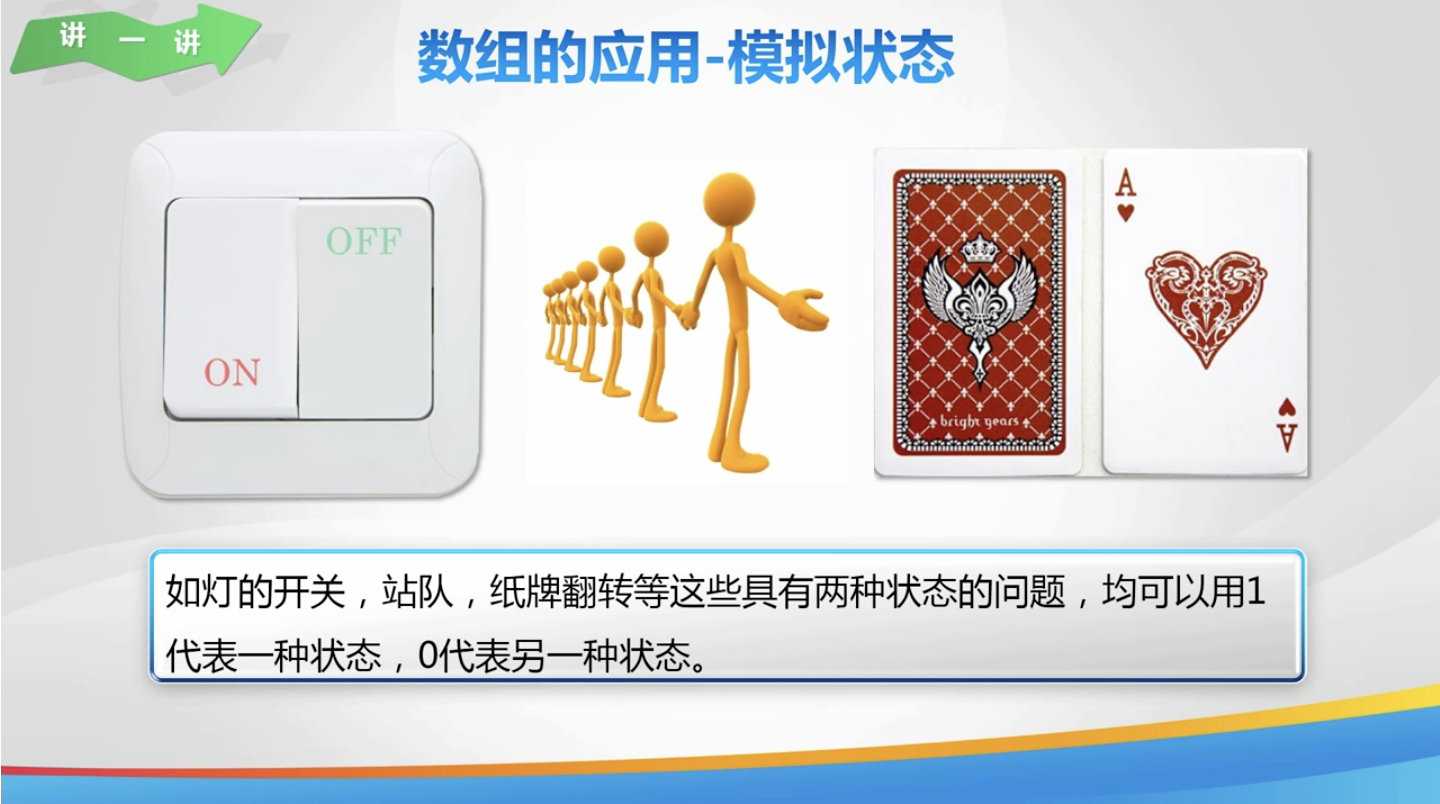 讲一讲
数组的应用-模拟状态
OFF
ON
A
bright years
A
如灯的开关，站队，纸牌翻转等这些具有两种状态的问题，均可以用1
代表一种状态，0代表另一种状态。